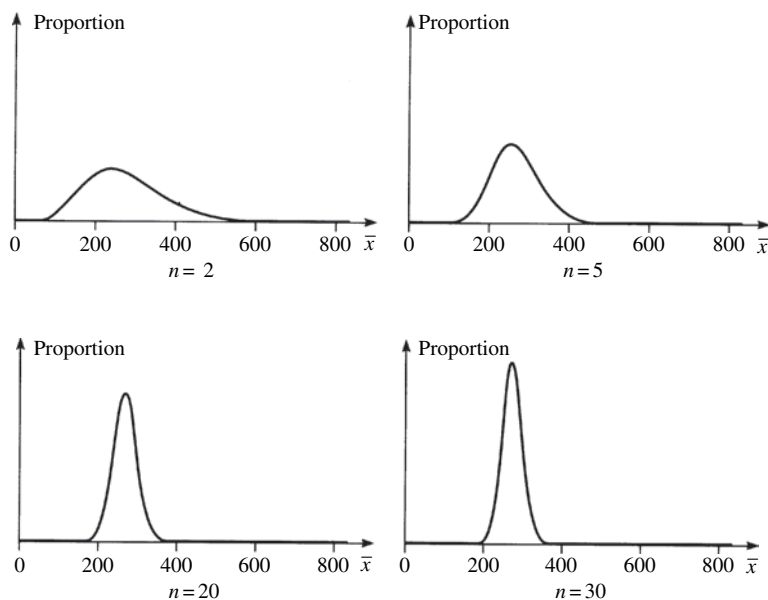 Proportion
0 200 400 600 800 x̄
n = 2
Proportion
0 200 400 600 800 x̄
n = 5
Proportion
0 200 400 600 800 x̄
n = 20
Proportion
0 200 400 600 800 x̄
n = 30